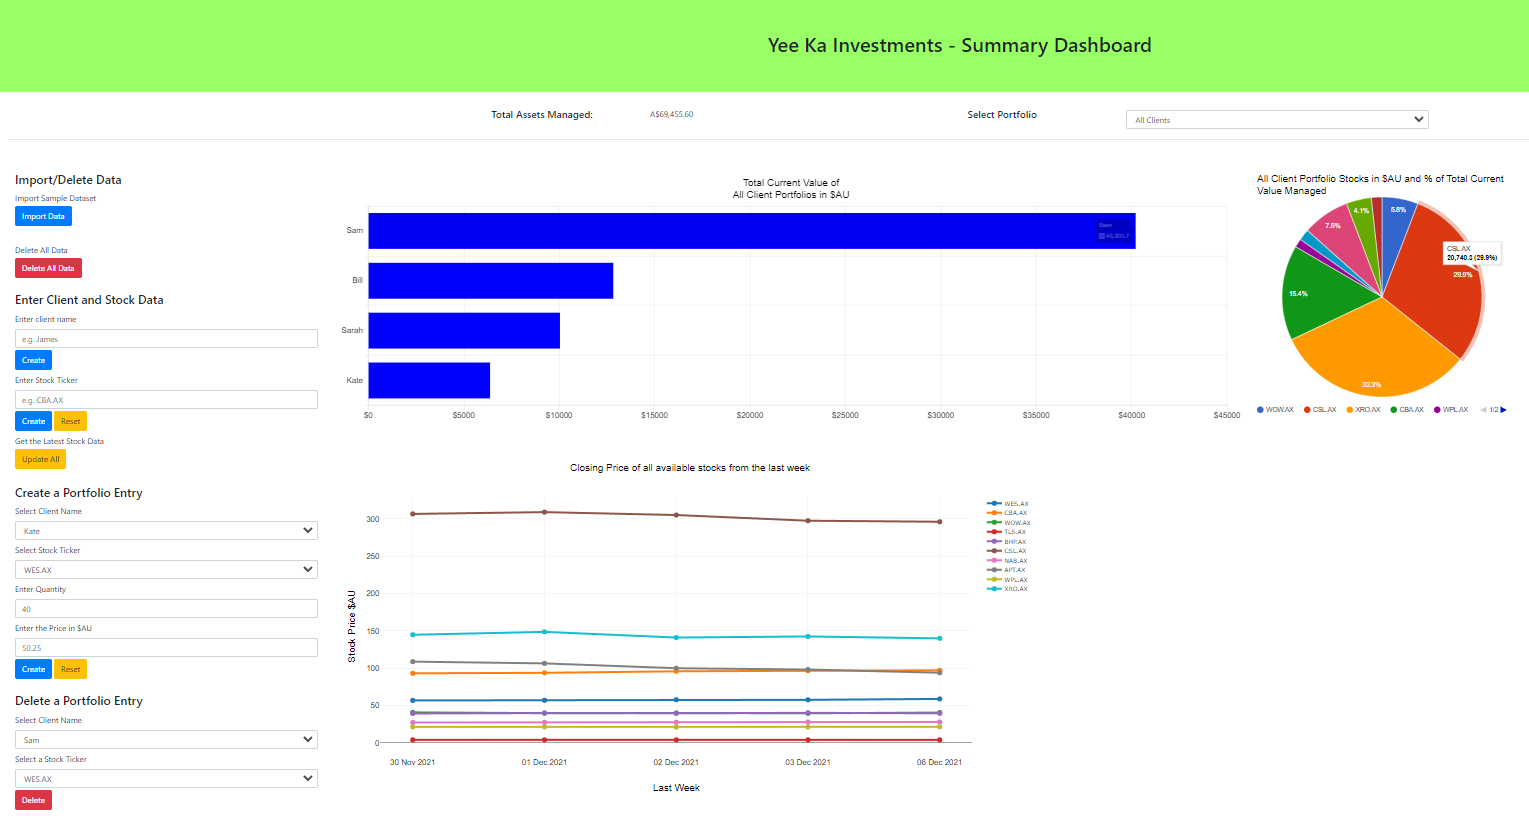 Yee Ka Investments - Summary Dashboard
Total Assets Managed:
A$69,455.60
Select Portfolio
All Clients
Import/Delete Data
Import Sample Dataset
Import Data
Delete All Data
Delete All Data
Enter Client and Stock Data
Enter client name
e.g. James
Create
Enter Stock Ticker
e.g. CBA.AX
Create
Reset
Get the Latest Stock Data
Update All
Create a Portfolio Entry
Select Client Name
Kate
Select Stock Ticker
WES.AX
Enter Quantity
40
Enter the Price in $AU
50.25
Create
Reset
Delete a Portfolio Entry
Select Client Name
Sam
Select a Stock Ticker
WES.AX
Delete
Total Current Value of
All Client Portfolios in $AU
Sam
Sam
Bill
Sarah
Kate
$0
$5000
$10000
$15000
$20000
$25000
$30000
$35000
$40000
$45000
All Client Portfolio Stocks in $AU and % of Total Current
Value Managed
4.1%
5.8%
7.6%
CSL.AX
20,740.8 (29.9%)
29.9%
15.4%
32.3%
WOW.AX
CSL.AX
XRO.AX
CBA.AX
WPL.AX
1/2
Closing Price of all available stocks from the last week
Stock Price $AU
300
250
200
150
100
50
0
30 Nov 2021
01 Dec 2021
02 Dec 2021
03 Dec 2021
06 Dec 2021
Last Week
WES.AX
CBA.AX
WOW.AX
TLS.AX
BHP.AX
CSL.AX
NAB.AX
APT.AX
WPL.AX
XRO.AX